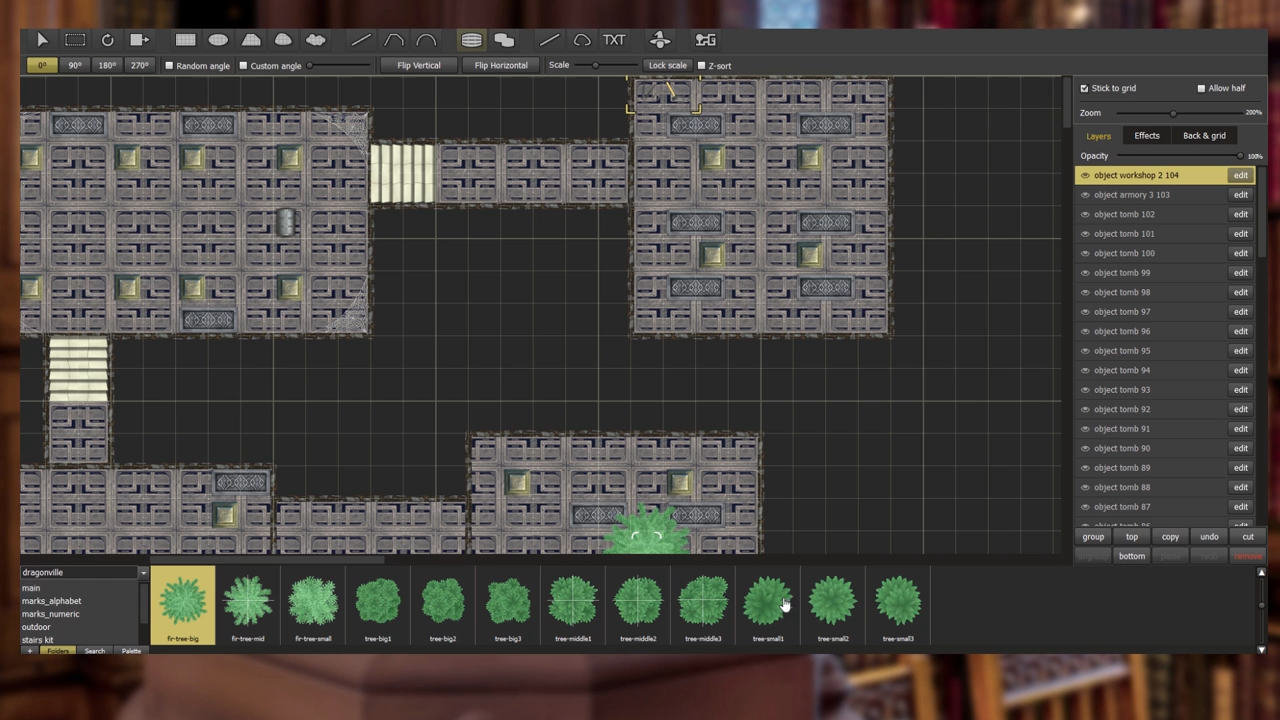 TXT
0° 90° 180° 270° Random angle Custom angle Flip Vertical Flip Horizontal Scale Lock scale Z-sort
Stick to grid Allow half
Zoom 200%
Layers Effects Back & grid
Opacity 100%
object workshop 2 104 edit
object armory 3 103 edit
object tomb 102 edit
object tomb 101 edit
object tomb 100 edit
object tomb 99 edit
object tomb 98 edit
object tomb 97 edit
object tomb 96 edit
object tomb 95 edit
object tomb 94 edit
object tomb 93 edit
object tomb 92 edit
object tomb 91 edit
object tomb 90 edit
object tomb 89 edit
object tomb 88 edit
object tomb 87 edit
group top copy undo cut
bottom remove
dragonville
main
marks_alphabet
marks_numeric
outdoor
stairs kit
+ Folders Search Palette
fir-tree-big fir-tree-mid fir-tree-small tree-big1 tree-big2 tree-big3 tree-middle1 tree-middle2 tree-middle3 tree-small1 tree-small2 tree-small3